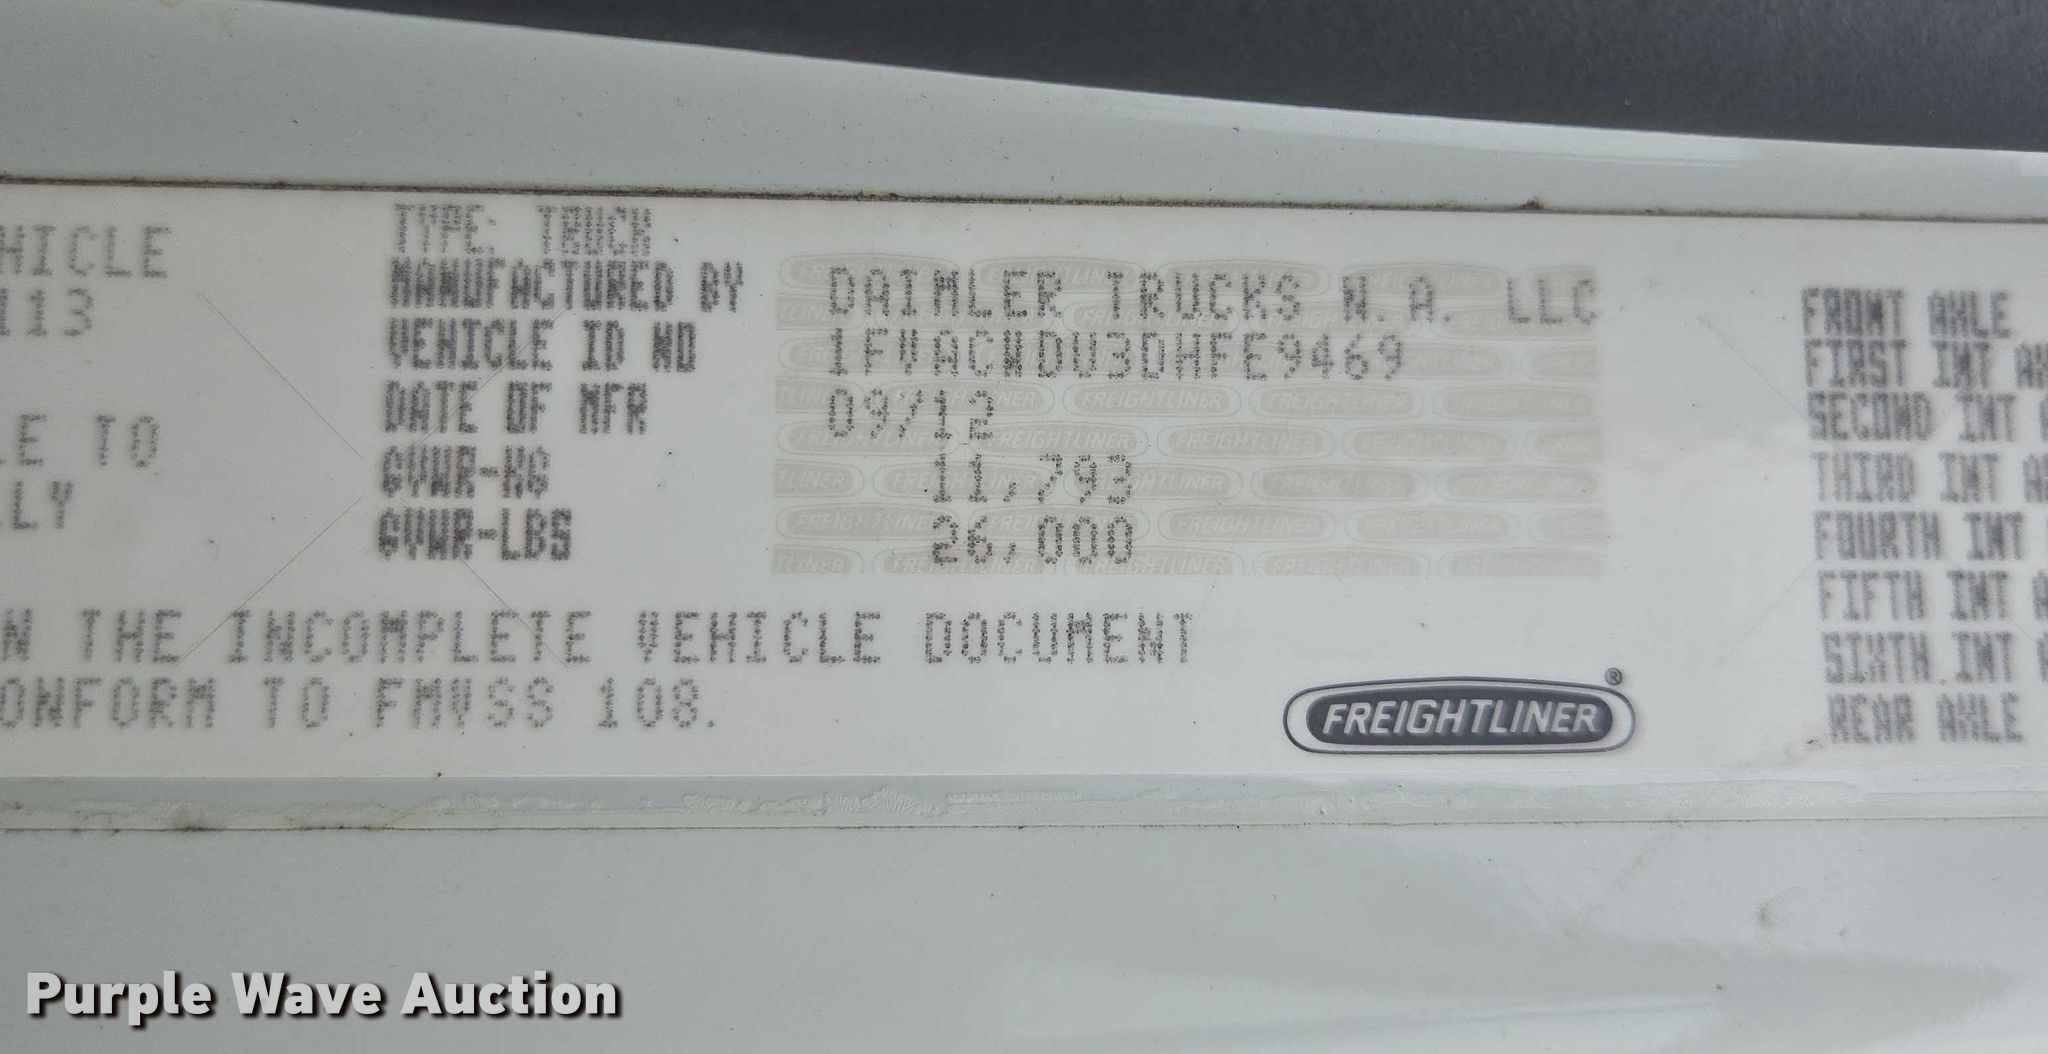 HICLE
113
E TO
LY
TYPE: TRUCK
MANUFACTURED BY DAIMLER TRUCKS N.A. LLC
VEHICLE ID NO 1FVACWDU3DHFE9469
DATE OF MFR 09/12
GVWR-KG 11,793
GVWR-LBS 26,000
N THE INCOMPLETE VEHICLE DOCUMENT
ONFORM TO FMVSS 108.
FREIGHTLINER®
FRONT AXLE
FIRST INT AX
SECOND INT A
THIRD INT A
FOURTH INT
FIFTH INT A
SIXTH INT A
REAR AXLE
Purple Wave Auction